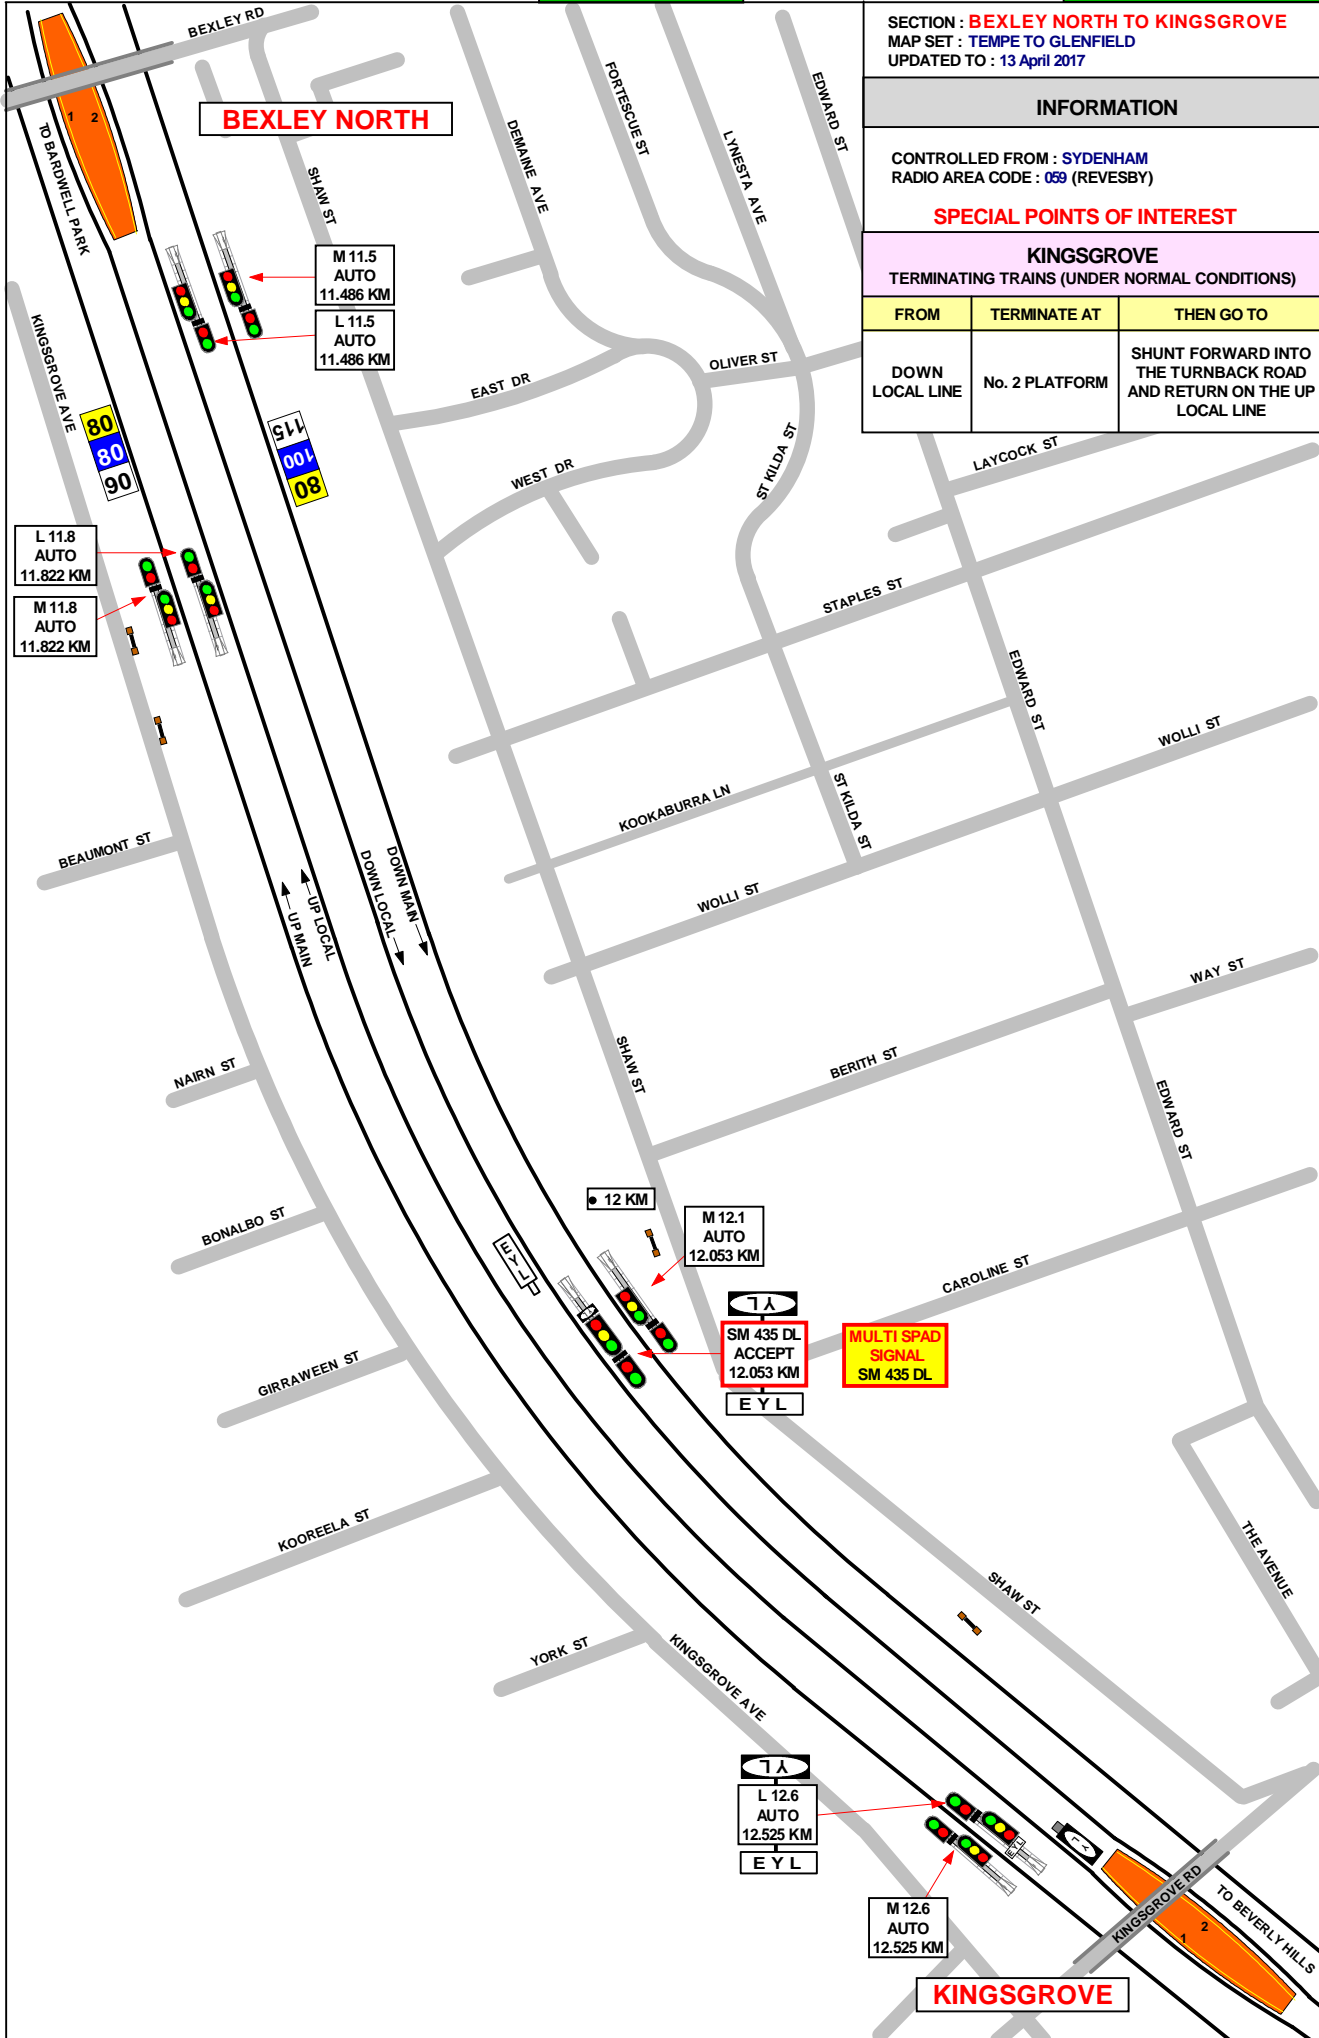 SECTION : BEXLEY NORTH TO KINGSGROVE
MAP SET : TEMPE TO GLENFIELD
UPDATED TO : 13 April 2017
INFORMATION
CONTROLLED FROM : SYDENHAM
RADIO AREA CODE : 059 (REVESBY)
SPECIAL POINTS OF INTEREST
KINGSGROVE
TERMINATING TRAINS (UNDER NORMAL CONDITIONS)
FROM
TERMINATE AT
THEN GO TO
DOWN
LOCAL LINE
No. 2 PLATFORM
SHUNT FORWARD INTO
THE TURNBACK ROAD
AND RETURN ON THE UP
LOCAL LINE
BEXLEY RD
BEXLEY NORTH
1 2
TO BARDWELL PARK
SHAW ST
DEMAINE AVE
FORTESCUE ST
LYNESTA AVE
EDWARD ST
M 11.5
AUTO
11.486 KM
L 11.5
AUTO
11.486 KM
KINGSGROVE AVE
EAST DR
OLIVER ST
WEST DR
ST KILDA ST
LAYCOCK ST
80
80
90
115
100
80
L 11.8
AUTO
11.822 KM
M 11.8
AUTO
11.822 KM
STAPLES ST
EDWARD ST
WOLLI ST
KOOKABURRA LN
ST KILDA ST
BEAUMONT ST
WOLLI ST
UP MAIN
UP LOCAL
DOWN LOCAL
DOWN MAIN
WAY ST
NAIRN ST
SHAW ST
BERITH ST
EDWARD ST
12 KM
BONALBO ST
M 12.1
AUTO
12.053 KM
E Y L
CAROLINE ST
YL
SM 435 DL
ACCEPT
12.053 KM
E Y L
MULTI SPAD
SIGNAL
SM 435 DL
GIRRAWEEN ST
KOOREELA ST
THE AVENUE
SHAW ST
YORK ST
KINGSGROVE AVE
YL
L 12.6
AUTO
12.525 KM
E Y L
EYL
YL
M 12.6
AUTO
12.525 KM
KINGSGROVE RD
1 2
TO BEVERLY HILLS
KINGSGROVE